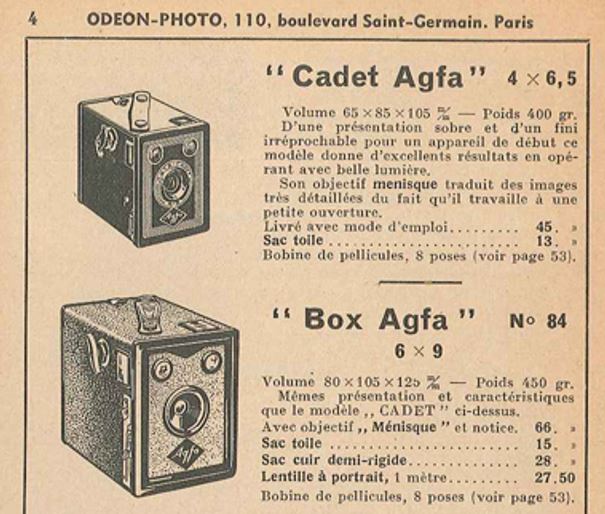 4 ODEON-PHOTO, 110, boulevard Saint-Germain. Paris
“ Cadet Agfa ” 4 × 6,5
Volume 65 × 85 × 105 m/m — Poids 400 gr.
D'une présentation sobre et d'un fini
irréprochable pour un appareil de début ce
modèle donne d'excellents résultats en opé-
rant avec belle lumière.
Son objectif menisque traduit des images
très détaillées du fait qu'il travaille à une
petite ouverture.
Livré avec mode d'emploi......... 45. »
Sac toile ......................... 13. »
Bobine de pellicules, 8 poses (voir page 53).
Agfa
“ Box Agfa ” No 84
6 × 9
Volume 80 × 105 × 125 m/m — Poids 450 gr.
Mêmes présentation et caractéristiques
que le modèle ,, CADET " ci-dessus.
Avec objectif ,, Ménisque " et notice. 66. »
Sac toile ......................... 15. »
Sac cuir demi-rigide.............. 28. »
Lentille à portrait, 1 mètre......... 27.50
Bobine de pellicules, 8 poses (voir page 53).
Agfa